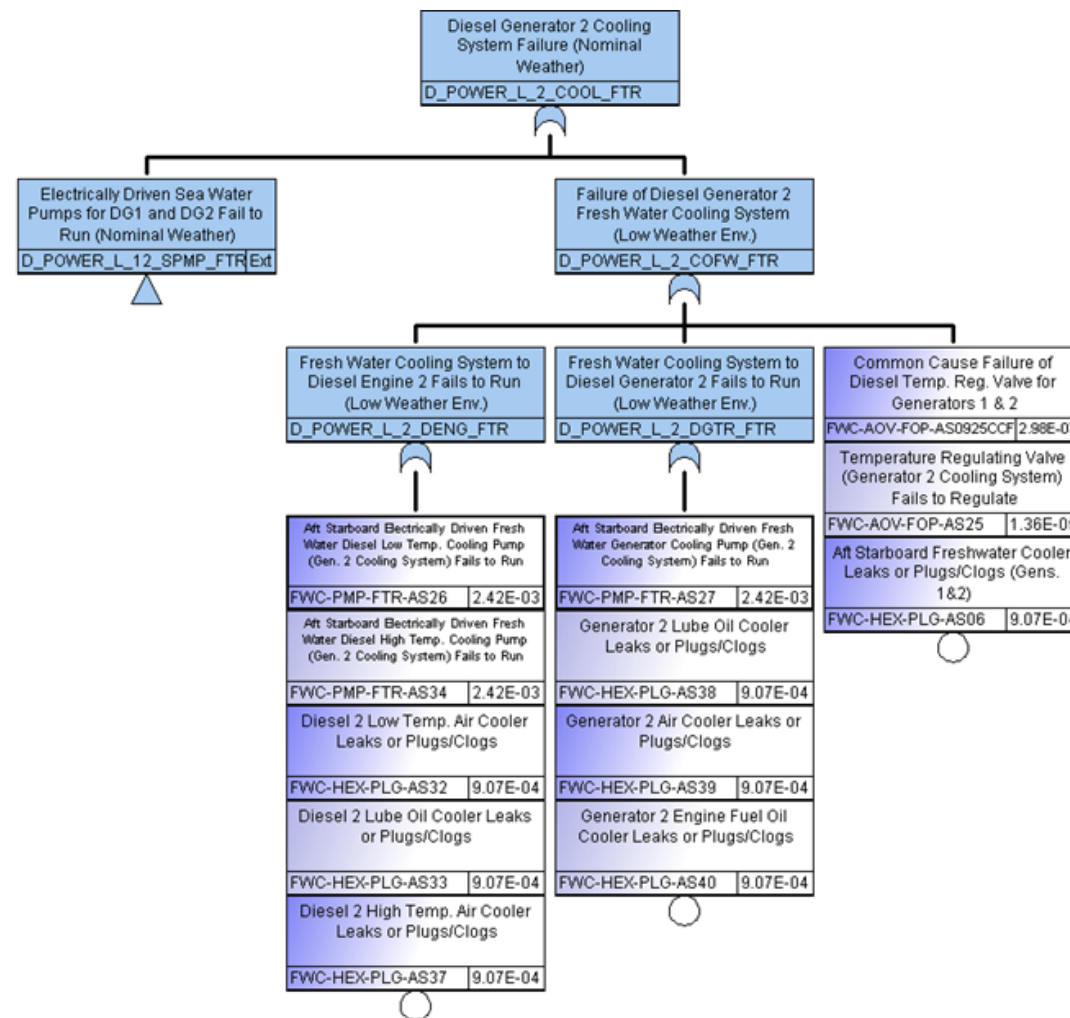 Diesel Generator 2 Cooling
System Failure (Nominal
Weather)
D_POWER_L_2_COOL_FTR
Electrically Driven Sea Water
Pumps for DG1 and DG2 Fail to
Run (Nominal Weather)
D_POWER_L_12_SPMP_FTR Ext
Failure of Diesel Generator 2
Fresh Water Cooling System
(Low Weather Env.)
D_POWER_L_2_COFW_FTR
Fresh Water Cooling System to
Diesel Engine 2 Fails to Run
(Low Weather Env.)
D_POWER_L_2_DENG_FTR
Fresh Water Cooling System to
Diesel Generator 2 Fails to Run
(Low Weather Env.)
D_POWER_L_2_DGTR_FTR
Common Cause Failure of
Diesel Temp. Reg. Valve for
Generators 1 & 2
FWC-AOV-FOP-AS0925CCF 2.98E-07
Temperature Regulating Valve
(Generator 2 Cooling System)
Fails to Regulate
FWC-AOV-FOP-AS25 1.36E-05
Aft Starboard Freshwater Cooler
Leaks or Plugs/Clogs (Gens.
1&2)
FWC-HEX-PLG-AS06 9.07E-04
Aft Starboard Electrically Driven Fresh
Water Diesel Low Temp. Cooling Pump
(Gen. 2 Cooling System) Fails to Run
FWC-PMP-FTR-AS26 2.42E-03
Aft Starboard Electrically Driven Fresh
Water Diesel High Temp. Cooling Pump
(Gen. 2 Cooling System) Fails to Run
FWC-PMP-FTR-AS34 2.42E-03
Diesel 2 Low Temp. Air Cooler
Leaks or Plugs/Clogs
FWC-HEX-PLG-AS32 9.07E-04
Diesel 2 Lube Oil Cooler Leaks
or Plugs/Clogs
FWC-HEX-PLG-AS33 9.07E-04
Diesel 2 High Temp. Air Cooler
Leaks or Plugs/Clogs
FWC-HEX-PLG-AS37 9.07E-04
Aft Starboard Electrically Driven Fresh
Water Generator Cooling Pump (Gen. 2
Cooling System) Fails to Run
FWC-PMP-FTR-AS27 2.42E-03
Generator 2 Lube Oil Cooler
Leaks or Plugs/Clogs
FWC-HEX-PLG-AS38 9.07E-04
Generator 2 Air Cooler Leaks or
Plugs/Clogs
FWC-HEX-PLG-AS39 9.07E-04
Generator 2 Engine Fuel Oil
Cooler Leaks or Plugs/Clogs
FWC-HEX-PLG-AS40 9.07E-04